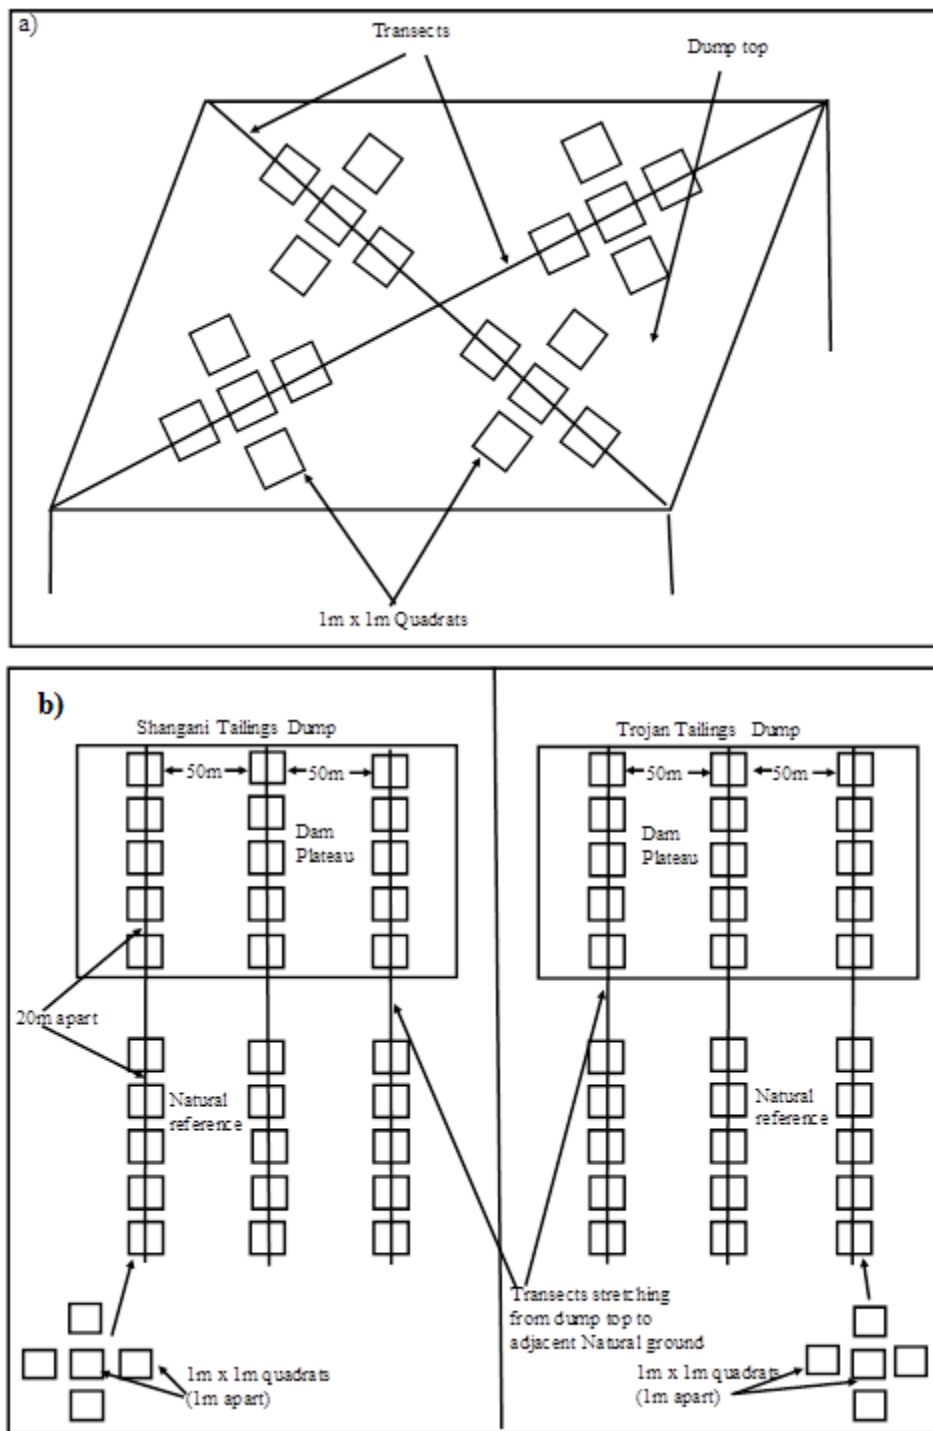 a)
Transects
Dump top
1m x 1m Quadrats
b)
Shangani Tailings Dump
50m
50m
Dam
Plateau
20m apart
Natural
reference
1m x 1m quadrats
(1m apart)
Trojan Tailings Dump
50m
50m
Dam
Plateau
Natural
reference
Transects stretching
from dump top to
adjacent Natural ground
1m x 1m quadrats
(1m apart)